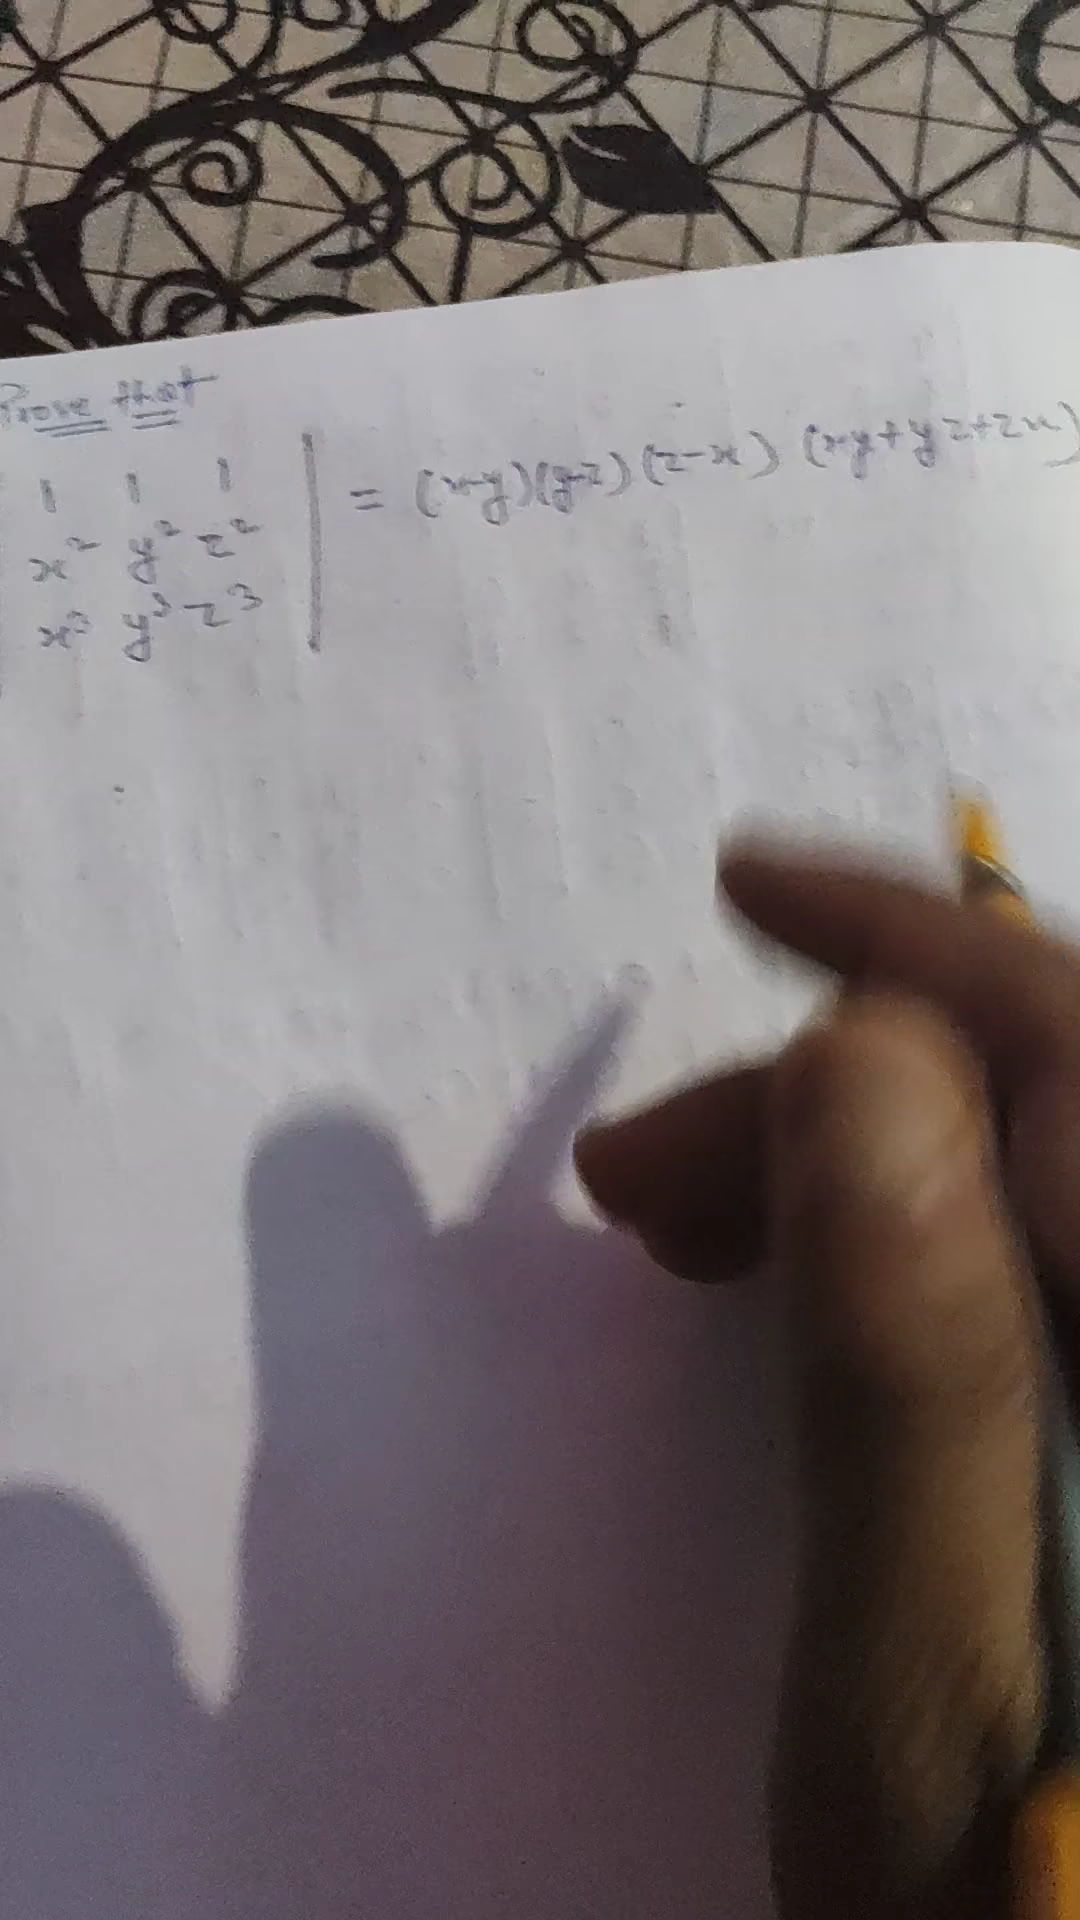 Prove that
1 1 1 | = (x-y)(y-z)(z-x) (xy+yz+zx)
x² y² z²
x³ y³ z³